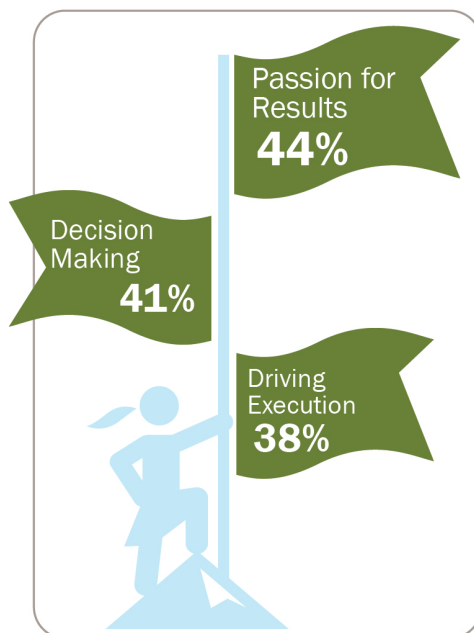 Passion for
Results
44%
Decision
Making
41%
Driving
Execution
38%